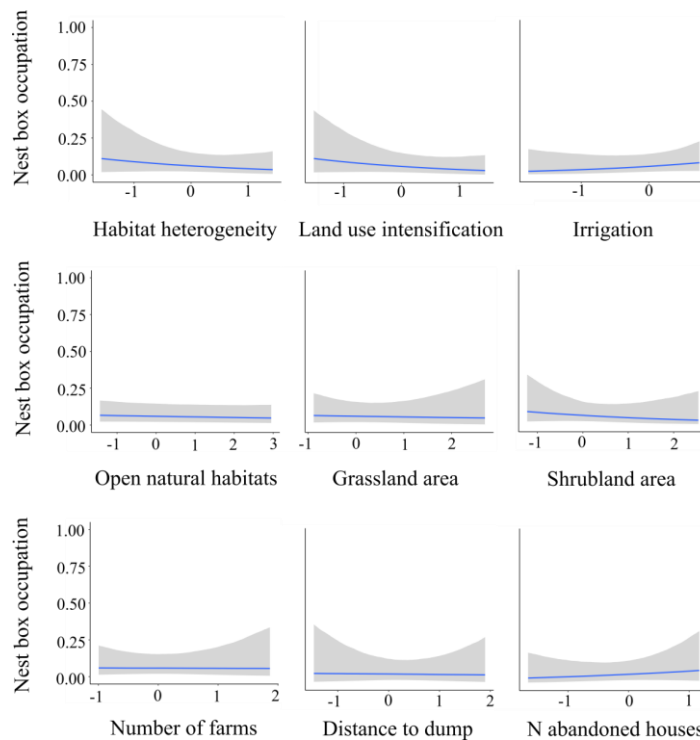 Nest box occupation
1.00
0.75
0.50
0.25
0.00
-1 0 1
-1 0 1
-1 0
Habitat heterogeneity
Land use intensification
Irrigation
Nest box occupation
1.00
0.75
0.50
0.25
0.00
-1 0 1 2 3
-1 0 1 2
-1 0 1 2
Open natural habitats
Grassland area
Shrubland area
Nest box occupation
1.00
0.75
0.50
0.25
0.00
-1 0 1 2
-1 0 1 2
-1 0 1
Number of farms
Distance to dump
N abandoned houses